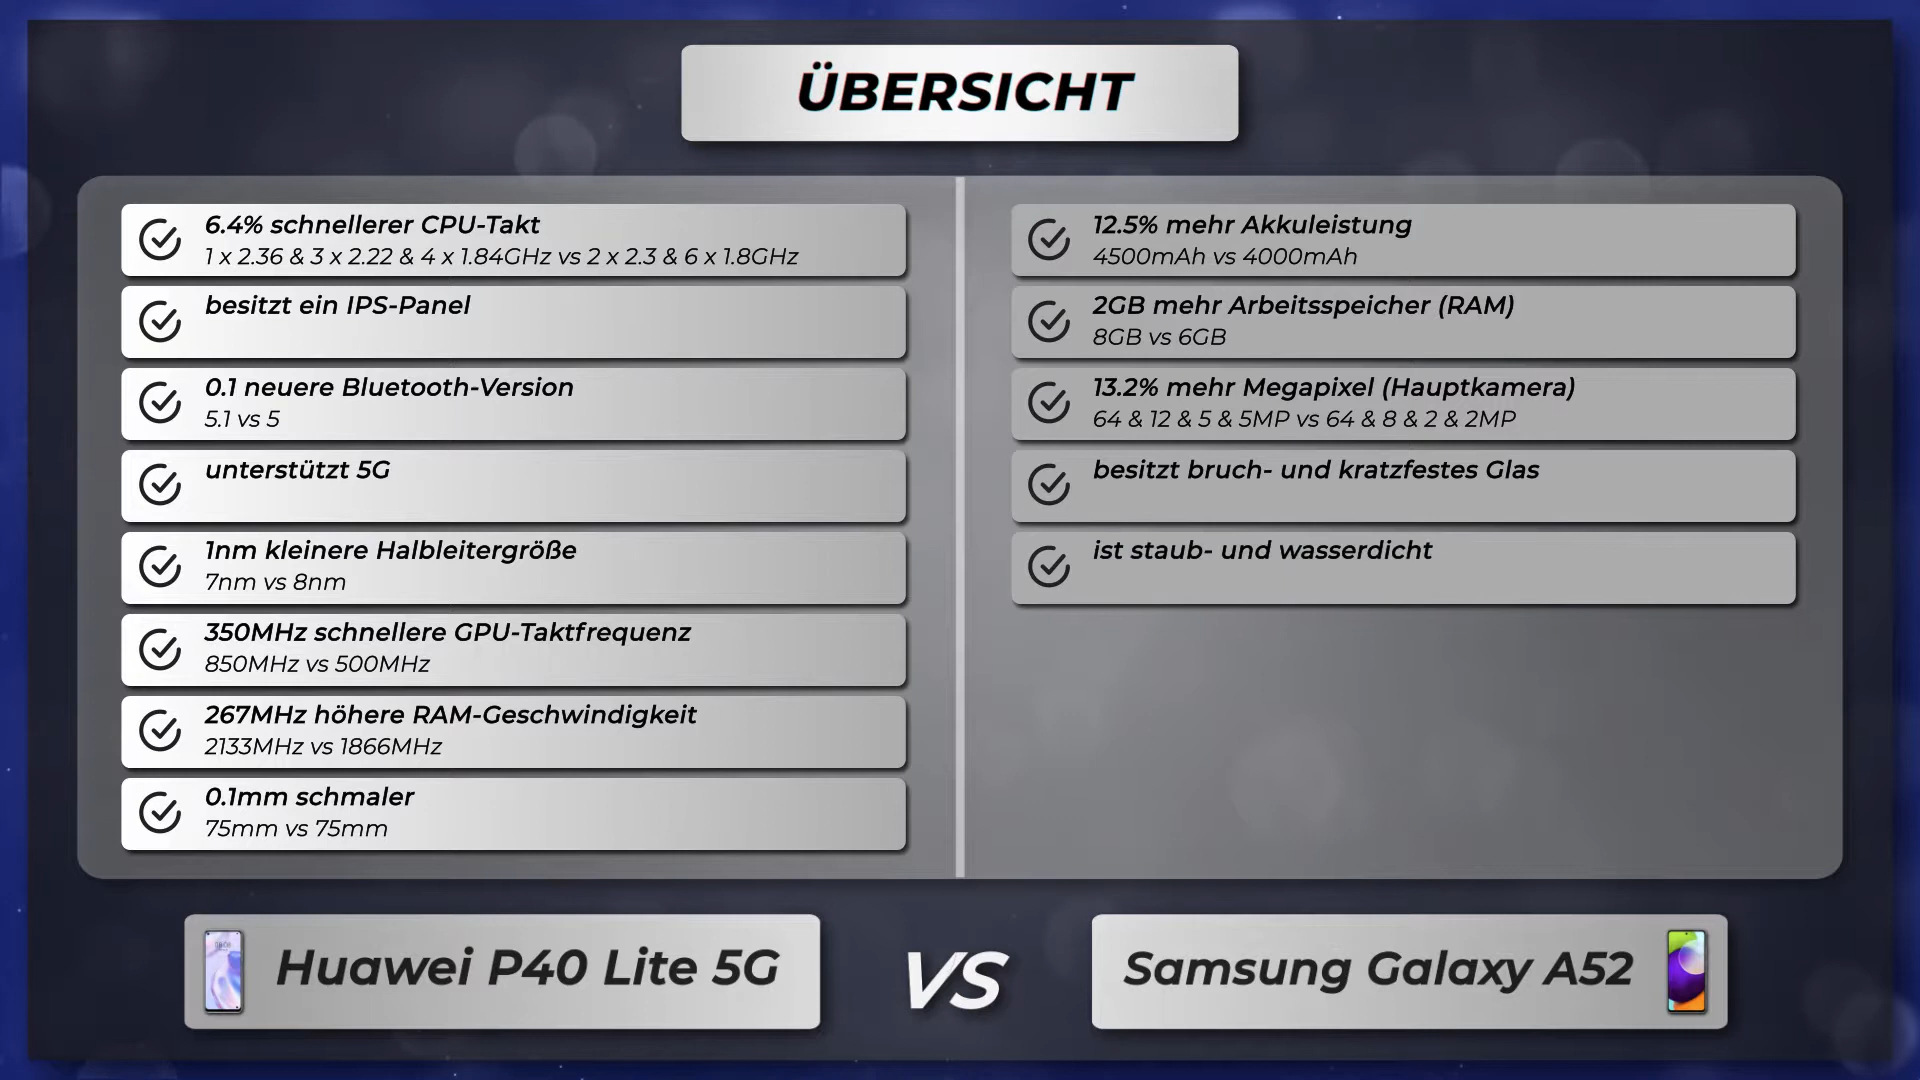 ÜBERSICHT
6.4% schnellerer CPU-Takt
1 x 2.36 & 3 x 2.22 & 4 x 1.84GHz vs 2 x 2.3 & 6 x 1.8GHz
besitzt ein IPS-Panel
0.1 neuere Bluetooth-Version
5.1 vs 5
unterstützt 5G
1nm kleinere Halbleitergröße
7nm vs 8nm
350MHz schnellere GPU-Taktfrequenz
850MHz vs 500MHz
267MHz höhere RAM-Geschwindigkeit
2133MHz vs 1866MHz
0.1mm schmaler
75mm vs 75mm
12.5% mehr Akkuleistung
4500mAh vs 4000mAh
2GB mehr Arbeitsspeicher (RAM)
8GB vs 6GB
13.2% mehr Megapixel (Hauptkamera)
64 & 12 & 5 & 5MP vs 64 & 8 & 2 & 2MP
besitzt bruch- und kratzfestes Glas
ist staub- und wasserdicht
Huawei P40 Lite 5G
VS
Samsung Galaxy A52